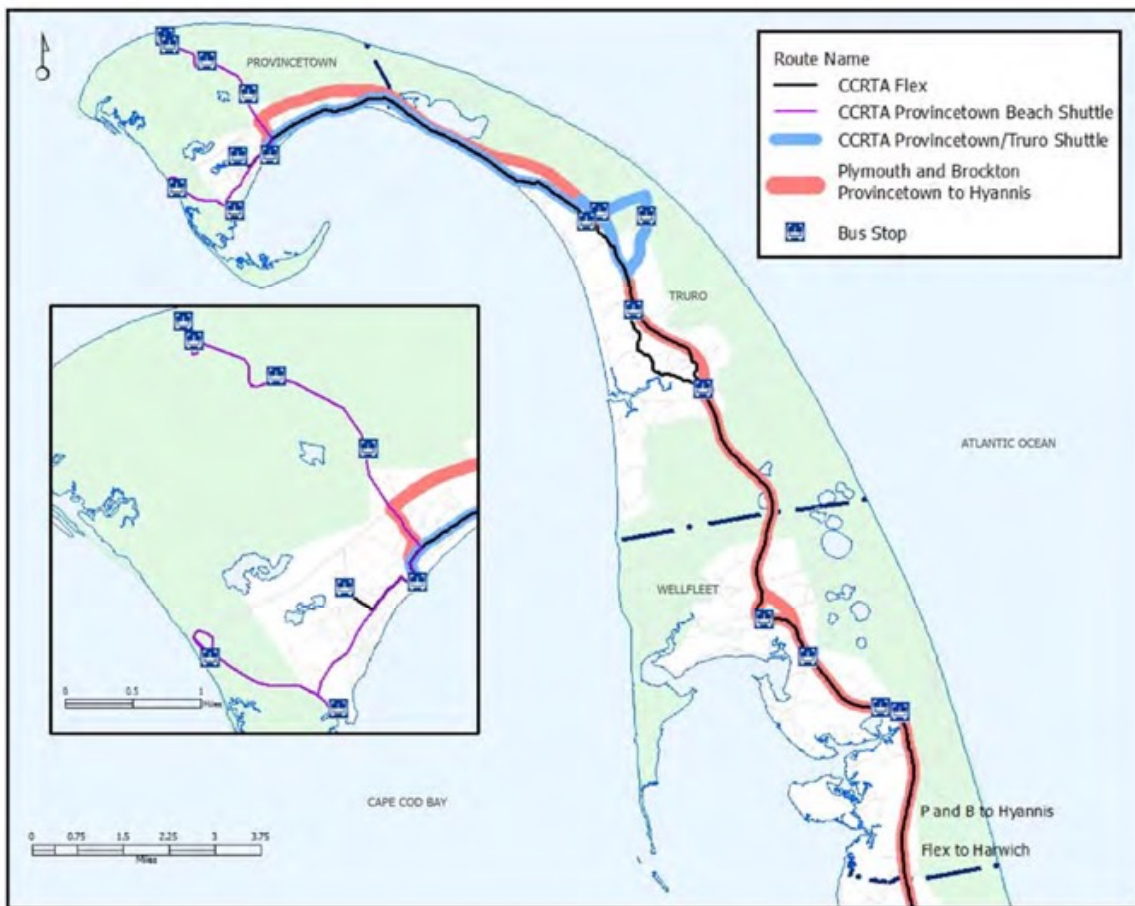 PROVINCETOWN
Route Name
CCRTA Flex
CCRTA Provincetown Beach Shuttle
CCRTA Provincetown/Truro Shuttle
Plymouth and Brockton
Provincetown to Hyannis
Bus Stop
TRURO
ATLANTIC OCEAN
WELLFLEET
0 0.5 1
Miles
CAPE COD BAY
P and B to Hyannis
0 0.75 1.5 2.25 3 3.75
Miles
Flex to Harwich